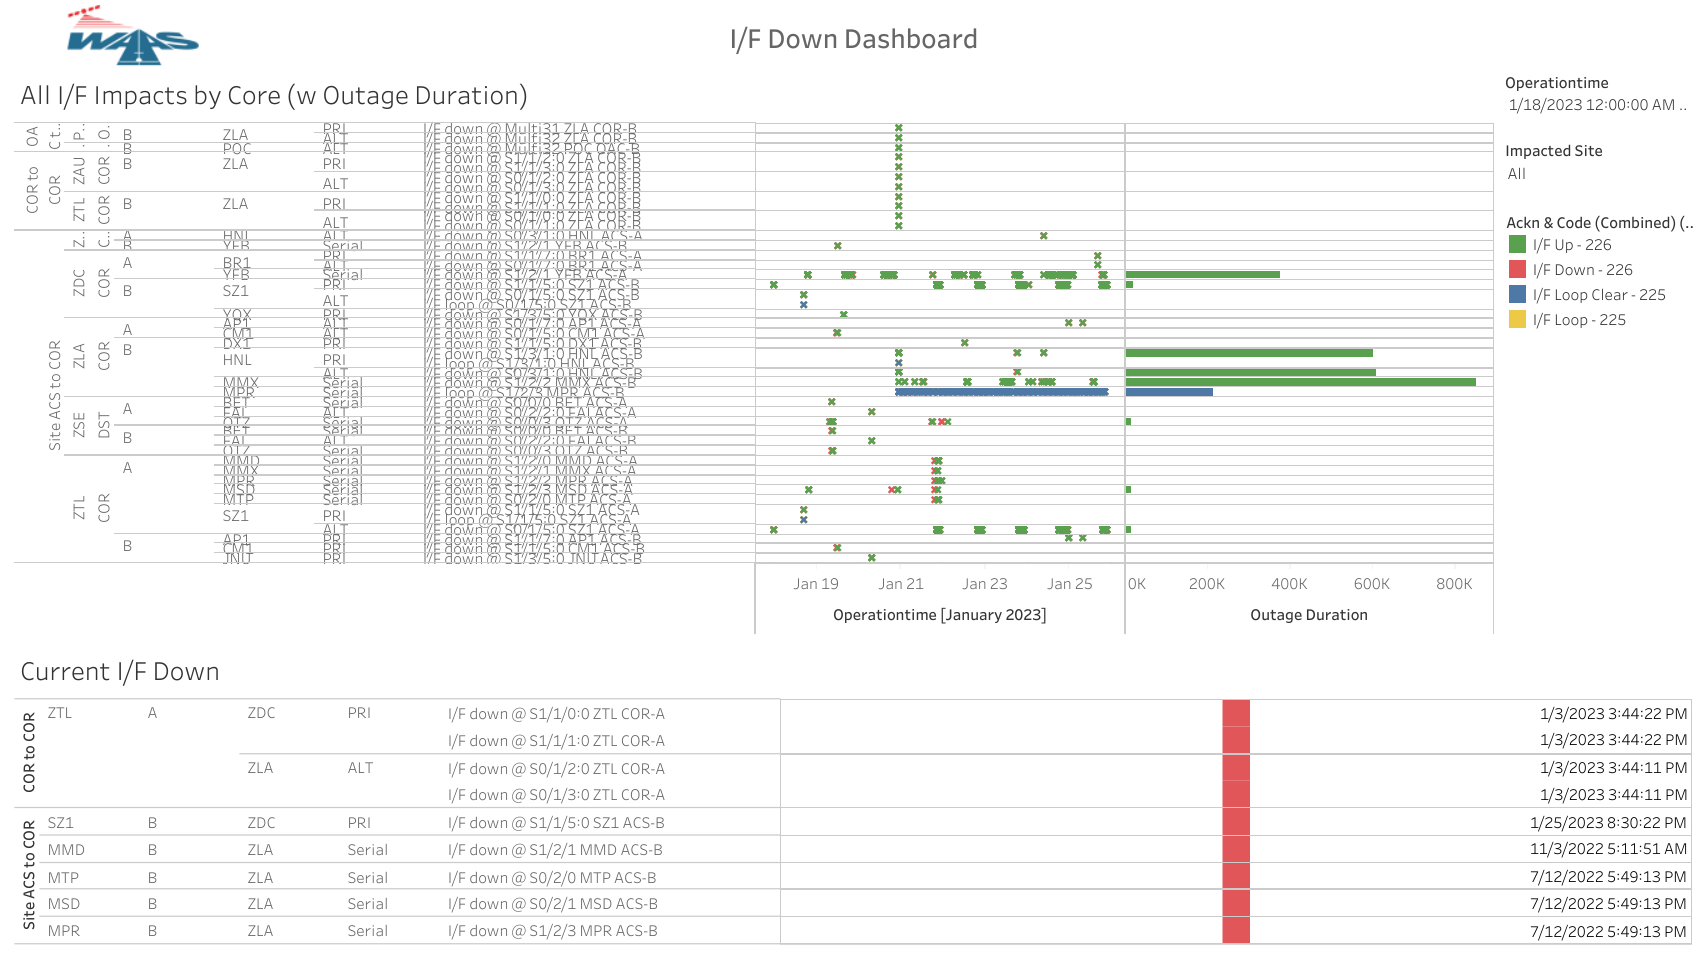 WAAS
I/F Down Dashboard
All I/F Impacts by Core (w Outage Duration)
Operationtime
1/18/2023 12:00:00 AM ..
Impacted Site
All
Ackn & Code (Combined) (..
I/F Up - 226
I/F Down - 226
I/F Loop Clear - 225
I/F Loop - 225
OA C t.. .P.. .O. B ZLA PRI I/F down @ Multi31 ZLA COR-B
ALT I/F down @ Multi32 ZLA COR-B
B POC ALT I/F down @ Multi32 POC OAC-B
COR to COR ZAU COR B ZLA PRI I/F down @ S1/1/2:0 ZLA COR-B
I/F down @ S1/1/3:0 ZLA COR-B
ALT I/F down @ S0/1/2:0 ZLA COR-B
I/F down @ S0/1/3:0 ZLA COR-B
ZTL COR B ZLA PRI I/F down @ S1/1/0:0 ZLA COR-B
I/F down @ S1/1/1:0 ZLA COR-B
ALT I/F down @ S0/1/0:0 ZLA COR-B
I/F down @ S0/1/1:0 ZLA COR-B
Site ACS to COR Z.. C.. A HNL ALT I/F down @ S0/3/1:0 HNL ACS-A
B YFB Serial I/F down @ S1/2/1 YFB ACS-B
ZDC COR A BR1 PRI I/F down @ S1/1/7:0 BR1 ACS-A
ALT I/F down @ S0/1/7:0 BR1 ACS-A
YFB Serial I/F down @ S1/2/1 YFB ACS-A
B SZ1 PRI I/F down @ S1/1/5:0 SZ1 ACS-B
ALT I/F down @ S0/1/5:0 SZ1 ACS-B
I/F loop @ S0/1/5:0 SZ1 ACS-B
YQX PRI I/F down @ S1/3/5:0 YQX ACS-B
ZLA COR A AP1 ALT I/F down @ S0/1/7:0 AP1 ACS-A
CM1 ALT I/F down @ S0/1/5:0 CM1 ACS-A
B DX1 PRI I/F down @ S1/1/5:0 DX1 ACS-B
HNL PRI I/F down @ S1/3/1:0 HNL ACS-B
I/F loop @ S1/3/1:0 HNL ACS-B
ALT I/F down @ S0/3/1:0 HNL ACS-B
MMX Serial I/F down @ S1/2/2 MMX ACS-B
MPR Serial I/F loop @ S1/2/3 MPR ACS-B
ZSE DST A BET Serial I/F down @ S0/0/0 BET ACS-A
FAI ALT I/F down @ S0/2/2:0 FAI ACS-A
OTZ Serial I/F down @ S0/0/3 OTZ ACS-A
B BET Serial I/F down @ S0/0/0 BET ACS-B
FAI ALT I/F down @ S0/2/2:0 FAI ACS-B
OTZ Serial I/F down @ S0/0/3 OTZ ACS-B
ZTL COR A MMD Serial I/F down @ S1/2/0 MMD ACS-A
MMX Serial I/F down @ S1/2/1 MMX ACS-A
MPR Serial I/F down @ S1/2/2 MPR ACS-A
MSD Serial I/F down @ S1/2/3 MSD ACS-A
MTP Serial I/F down @ S0/2/0 MTP ACS-A
SZ1 PRI I/F down @ S1/1/5:0 SZ1 ACS-A
I/F loop @ S1/1/5:0 SZ1 ACS-A
ALT I/F down @ S0/1/5:0 SZ1 ACS-A
B AP1 PRI I/F down @ S1/1/7:0 AP1 ACS-B
CM1 PRI I/F down @ S1/1/5:0 CM1 ACS-B
JNU PRI I/F down @ S1/3/5:0 JNU ACS-B
Jan 19 Jan 21 Jan 23 Jan 25 0K 200K 400K 600K 800K
Operationtime [January 2023] Outage Duration
Current I/F Down
COR to COR ZTL A ZDC PRI I/F down @ S1/1/0:0 ZTL COR-A 1/3/2023 3:44:22 PM
I/F down @ S1/1/1:0 ZTL COR-A 1/3/2023 3:44:22 PM
ZLA ALT I/F down @ S0/1/2:0 ZTL COR-A 1/3/2023 3:44:11 PM
I/F down @ S0/1/3:0 ZTL COR-A 1/3/2023 3:44:11 PM
Site ACS to COR SZ1 B ZDC PRI I/F down @ S1/1/5:0 SZ1 ACS-B 1/25/2023 8:30:22 PM
MMD B ZLA Serial I/F down @ S1/2/1 MMD ACS-B 11/3/2022 5:11:51 AM
MTP B ZLA Serial I/F down @ S0/2/0 MTP ACS-B 7/12/2022 5:49:13 PM
MSD B ZLA Serial I/F down @ S0/2/1 MSD ACS-B 7/12/2022 5:49:13 PM
MPR B ZLA Serial I/F down @ S1/2/3 MPR ACS-B 7/12/2022 5:49:13 PM